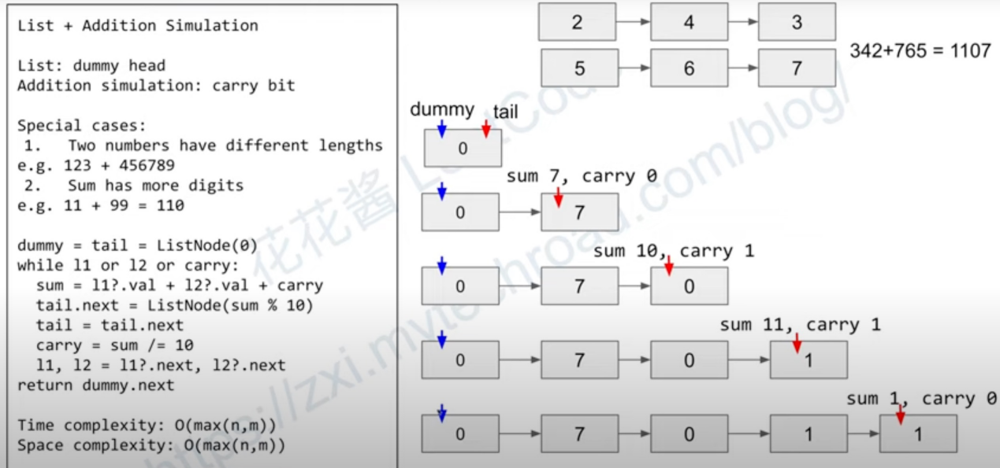 List + Addition Simulation
List: dummy head
Addition simulation: carry bit
Special cases:
1. Two numbers have different lengths
e.g. 123 + 456789
2. Sum has more digits
e.g. 11 + 99 = 110
dummy = tail = ListNode(0)
while l1 or l2 or carry:
sum = l1?.val + l2?.val + carry
tail.next = ListNode(sum % 10)
tail = tail.next
carry = sum /= 10
l1, l2 = l1?.next, l2?.next
return dummy.next
Time complexity: O(max(n,m))
Space complexity: O(max(n,m))
2 4 3
5 6 7
342+765 = 1107
dummy tail
0
sum 7, carry 0
0 7
sum 10, carry 1
0 7 0
sum 11, carry 1
0 7 0 1
sum 1, carry 0
0 7 0 1 1
花花酱 LeetCode
https://zxi.mytechroad.com/blog/